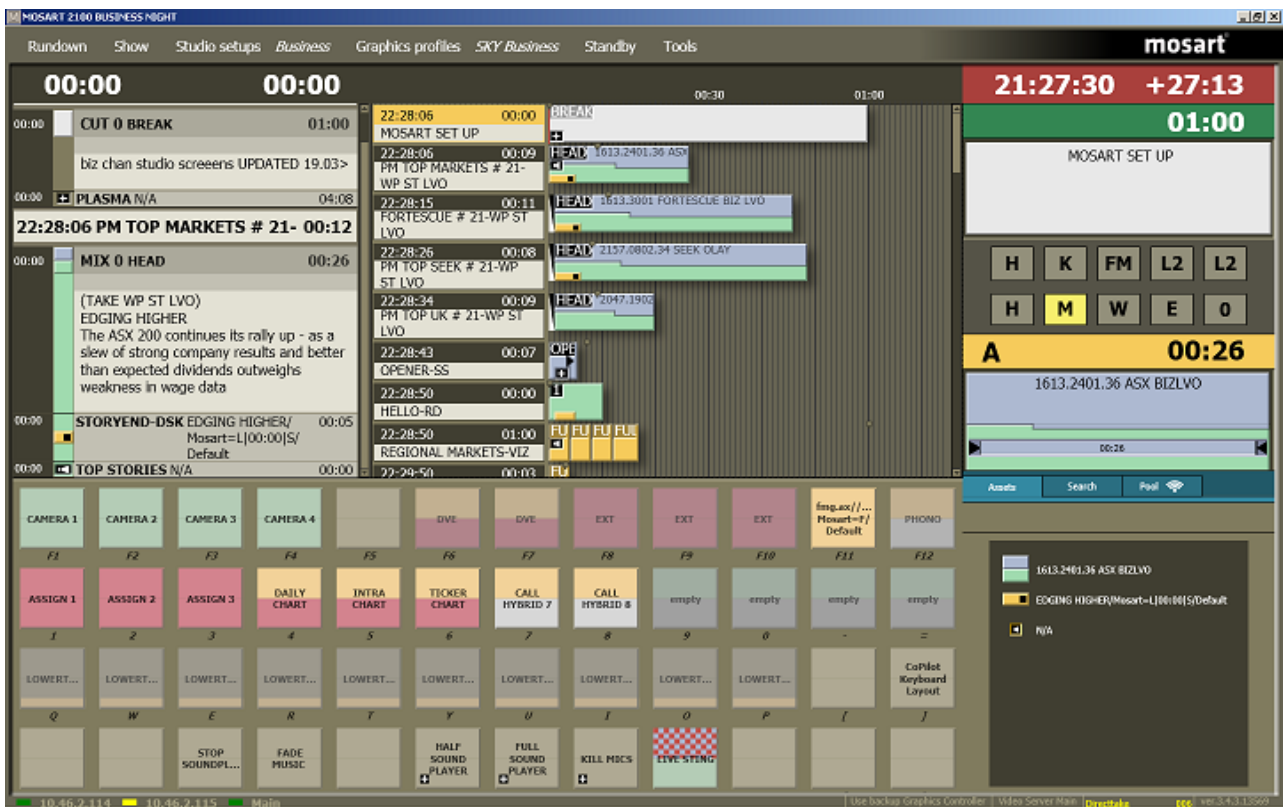 MOSART 2100 BUSINESS NIGHT
Rundown Show Studio setups Business Graphics profiles SKY Business Standby Tools
mosart
00:00 00:00
00:30 01:00
21:27:30 +27:13
01:00
MOSART SET UP
00:00 CUT 0 BREAK 01:00
biz chan studio screeens UPDATED 19.03>
00:00 PLASMA N/A 04:08
22:28:06 PM TOP MARKETS # 21- 00:12
00:00 MIX 0 HEAD 00:26
(TAKE WP ST LVO)
EDGING HIGHER
The ASX 200 continues its rally up - as a
slew of strong company results and better
than expected dividends outweighs
weakness in wage data
00:00 STORYEND-DSK EDGING HIGHER/ 00:05
Mosart=L|00:00|S/
Default
00:00 TOP STORIES N/A 00:00
22:28:06 00:00 BREAK
MOSART SET UP
22:28:06 00:09 HEAD 1613.2401.36 ASX
PM TOP MARKETS # 21-
WP ST LVO
22:28:15 00:11 HEAD 1613.3001 FORTESCUE BIZ LVO
FORTESCUE # 21-WP ST
LVO
22:28:26 00:08 HEAD 2157.0802.34 SEEK OLAY
PM TOP SEEK # 21-WP
ST LVO
22:28:34 00:09 HEAD 2047.1902
PM TOP UK # 21-WP ST
LVO
22:28:43 00:07 OPE
OPENER-SS
22:28:50 00:00 1
HELLO-RD
22:28:50 01:00 FU FU FU FUL
REGIONAL MARKETS-VIZ
22:29:50 00:03 FU
H K FM L2 L2
H M W E 0
A 00:26
1613.2401.36 ASX BIZLVO
00:26
Assets Search Pool
1613.2401.36 ASX BIZLVO
EDGING HIGHER/Mosart=L|00:00|S/Default
N/A
CAMERA 1 CAMERA 2 CAMERA 3 CAMERA 4 DVE DVE EXT EXT EXT fmg.ax//... Mosart=F/ Default PHONO
F1 F2 F3 F4 F5 F6 F7 F8 F9 F10 F11 F12
ASSIGN 1 ASSIGN 2 ASSIGN 3 DAILY CHART INTRA CHART TICKER CHART CALL HYBRID 7 CALL HYBRID 8 empty empty empty empty
1 2 3 4 5 6 7 8 9 0 - =
LOWERT... LOWERT... LOWERT... LOWERT... LOWERT... LOWERT... LOWERT... LOWERT... LOWERT... LOWERT... CoPilot Keyboard Layout
Q W E R T Y U I O P [ ]
STOP SOUNDPL... FADE MUSIC HALF SOUND PLAYER FULL SOUND PLAYER KILL MICS LIVE STING
10.46.2.114 10.46.2.115 Main
Use backup Graphics Controller Video Server Main Directtake ver.3.4.3.13569